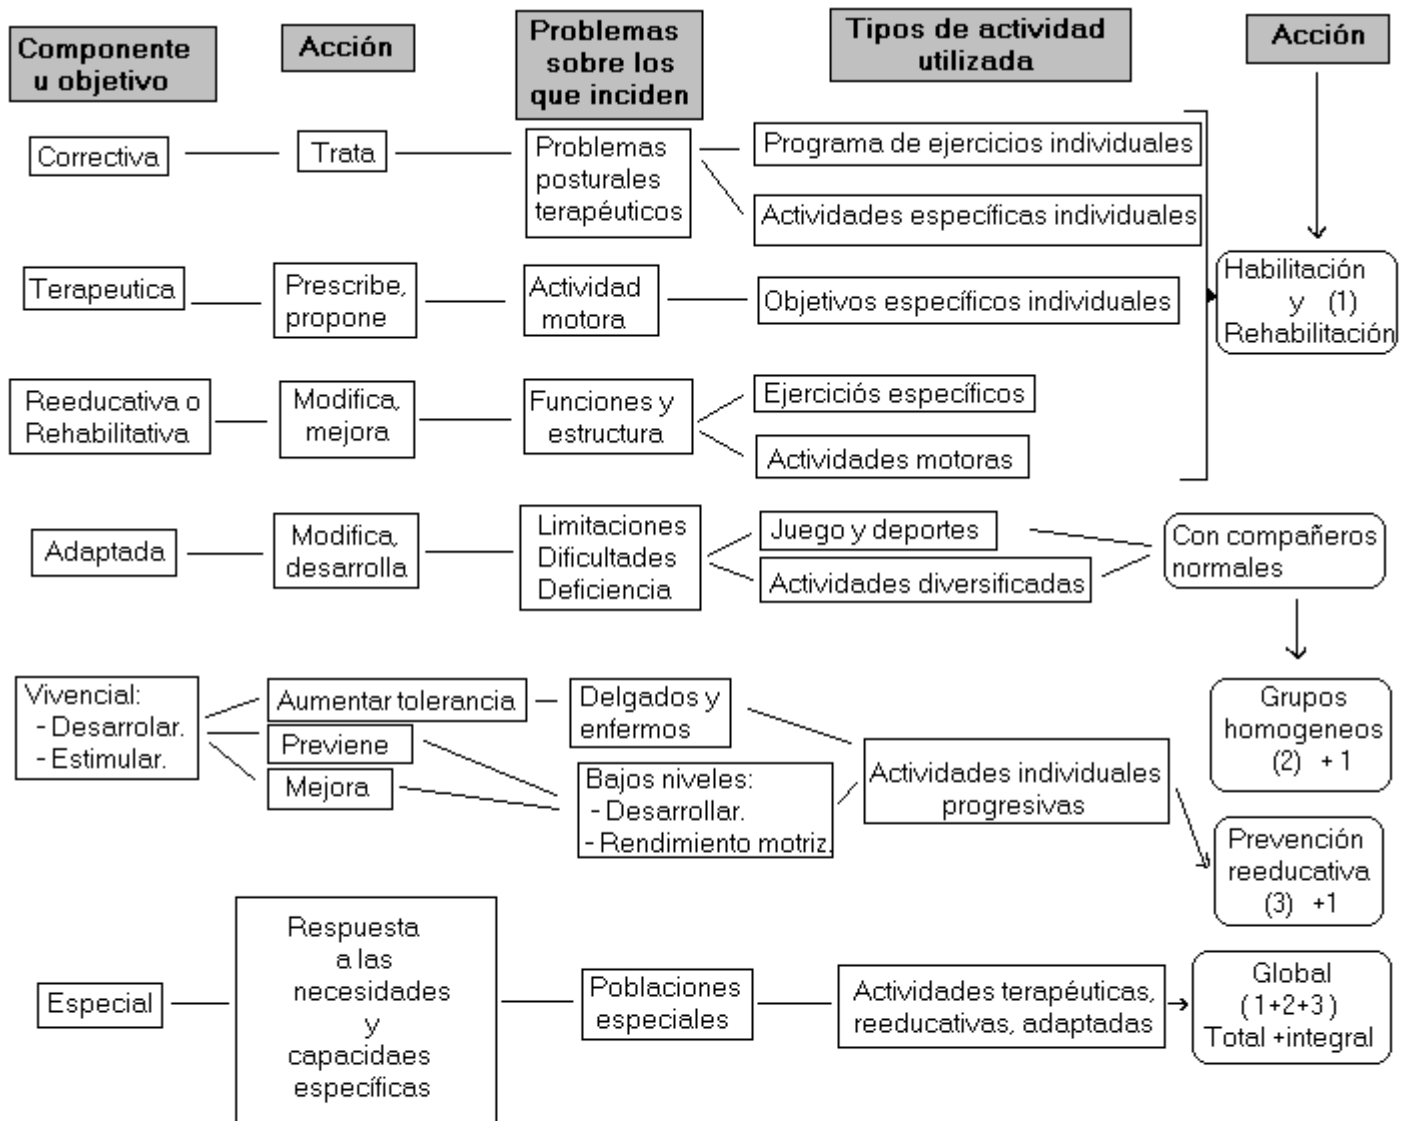 Componente
u objetivo
Acción
Problemas
sobre los
que inciden
Tipos de actividad
utilizada
Acción
Correctiva
Trata
Problemas
posturales
terapéuticos
Programa de ejercicios individuales
Actividades específicas individuales
Terapeutica
Prescribe,
propone
Actividad
motora
Objetivos específicos individuales
Habilitación
y (1)
Rehabilitación
Reeducativa o
Rehabilitativa
Modifica,
mejora
Funciones y
estructura
Ejerciciós específicos
Actividades motoras
Adaptada
Modifica,
desarrolla
Limitaciones
Dificultades
Deficiencia
Juego y deportes
Actividades diversificadas
Con compañeros
normales
Vivencial:
- Desarrolar.
- Estimular.
Aumentar tolerancia
Previene
Mejora
Delgados y
enfermos
Bajos niveles:
- Desarrollar.
- Rendimiento motriz.
Actividades individuales
progresivas
Grupos
homogeneos
(2) + 1
Prevención
reeducativa
(3) +1
Especial
Respuesta
a las
necesidades
y
capacidaes
específicas
Poblaciones
especiales
Actividades terapéuticas,
reeducativas, adaptadas
Global
(1+2+3)
Total +integral